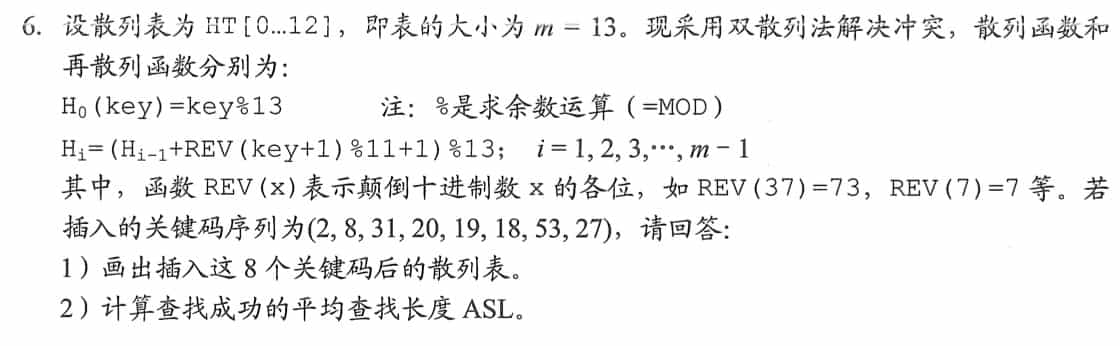 6. 设散列表为 HT[0…12]，即表的大小为 m = 13。现采用双散列法解决冲突，散列函数和
再散列函数分别为：
H₀(key)=key%13 注：%是求余数运算（=MOD）
Hᵢ=(Hᵢ₋₁+REV(key+1)%11+1)%13； i = 1, 2, 3,⋯, m − 1
其中，函数 REV(x)表示颠倒十进制数 x 的各位，如 REV(37)=73，REV(7)=7 等。若
插入的关键码序列为(2, 8, 31, 20, 19, 18, 53, 27)，请回答：
1）画出插入这 8 个关键码后的散列表。
2）计算查找成功的平均查找长度 ASL。